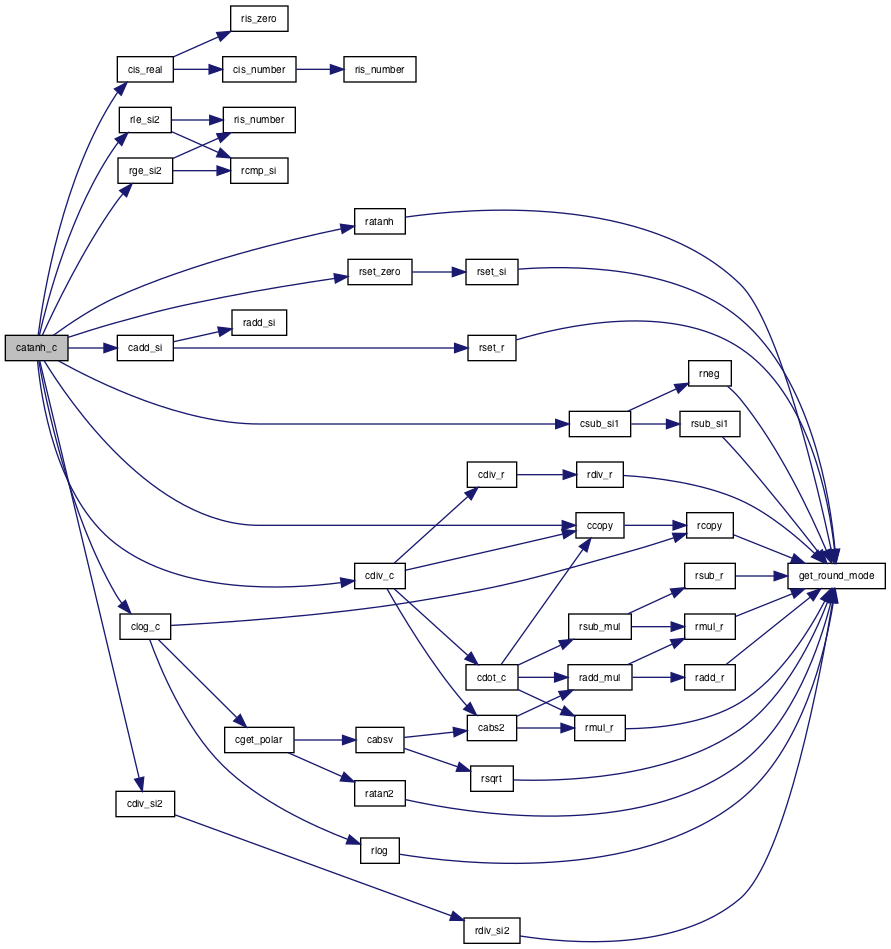 ris_zero
cis_real
cis_number
ris_number
rle_si2
ris_number
rge_si2
rcmp_si
ratanh
rset_zero
rset_si
radd_si
catanh_c
cadd_si
rset_r
rneg
csub_si1
rsub_si1
cdiv_r
rdiv_r
ccopy
rcopy
cdiv_c
rsub_r
get_round_mode
clog_c
rsub_mul
rmul_r
cdot_c
radd_mul
radd_r
cget_polar
cabsv
cabs2
rmul_r
rsqrt
cdiv_si2
ratan2
rlog
rdiv_si2